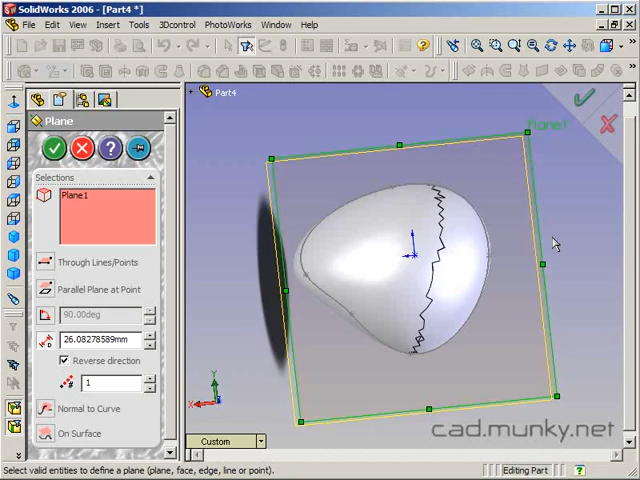 SolidWorks 2006 - [Part4 *]
File Edit View Insert Tools 3Dcontrol PhotoWorks Window Help
Part4
Plane
Plane1
Selections
Plane1
Through Lines/Points
Parallel Plane at Point
90.00deg
26.08278589mm
Reverse direction
1
Normal to Curve
On Surface
Y
X
Custom
cad.munky.net
Select valid entities to define a plane (plane, face, edge, line or point).
Editing Part